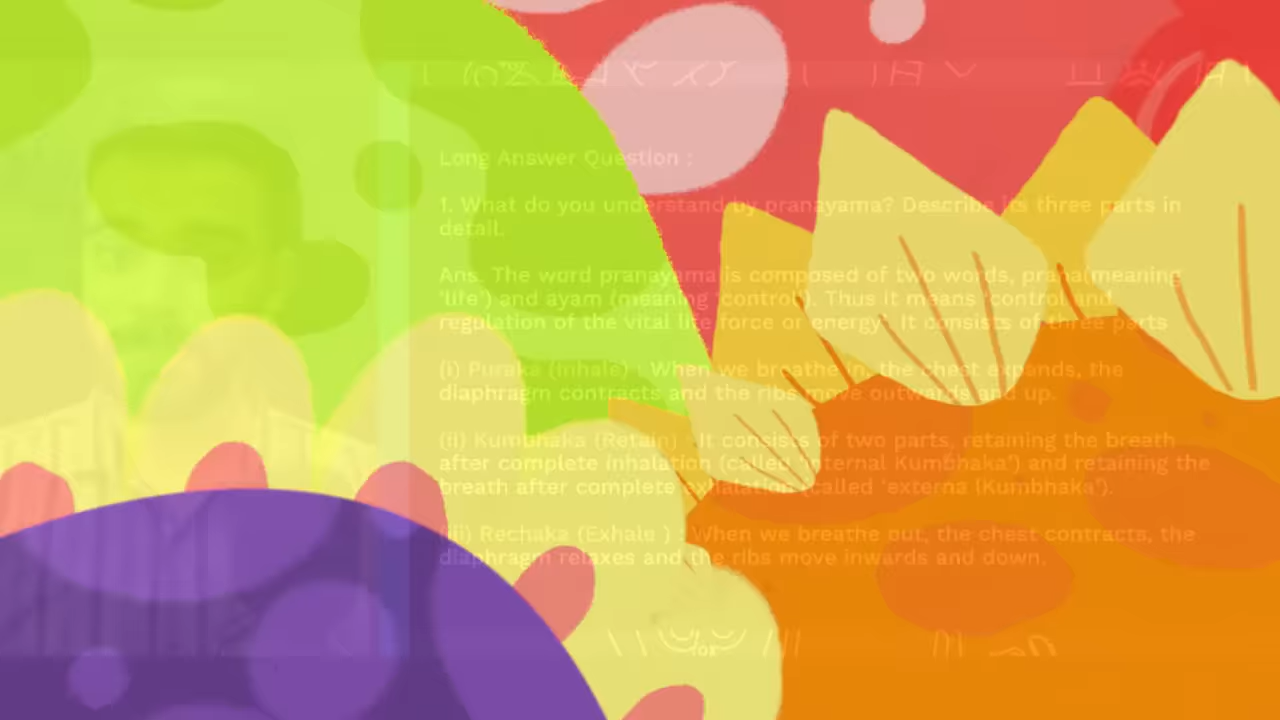 Long Answer Question :
1. What do you understand by pranayama? Describe its three parts in
detail.
Ans. The word pranayama is composed of two words, prana(meaning
'life') and ayam (meaning 'control'). Thus it means 'control and
regulation of the vital life force or energy'. It consists of three parts
(i) Puraka (Inhale) : When we breathe in, the chest expands, the
diaphragm contracts and the ribs move outwards and up.
(ii) Kumbhaka (Retain) : It consists of two parts, retaining the breath
after complete inhalation (called 'internal Kumbhaka') and retaining the
breath after complete exhalation (called 'externa lKumbhaka').
(iii) Rechaka (Exhale ) : When we breathe out, the chest contracts, the
diaphragm relaxes and the ribs move inwards and down.
for